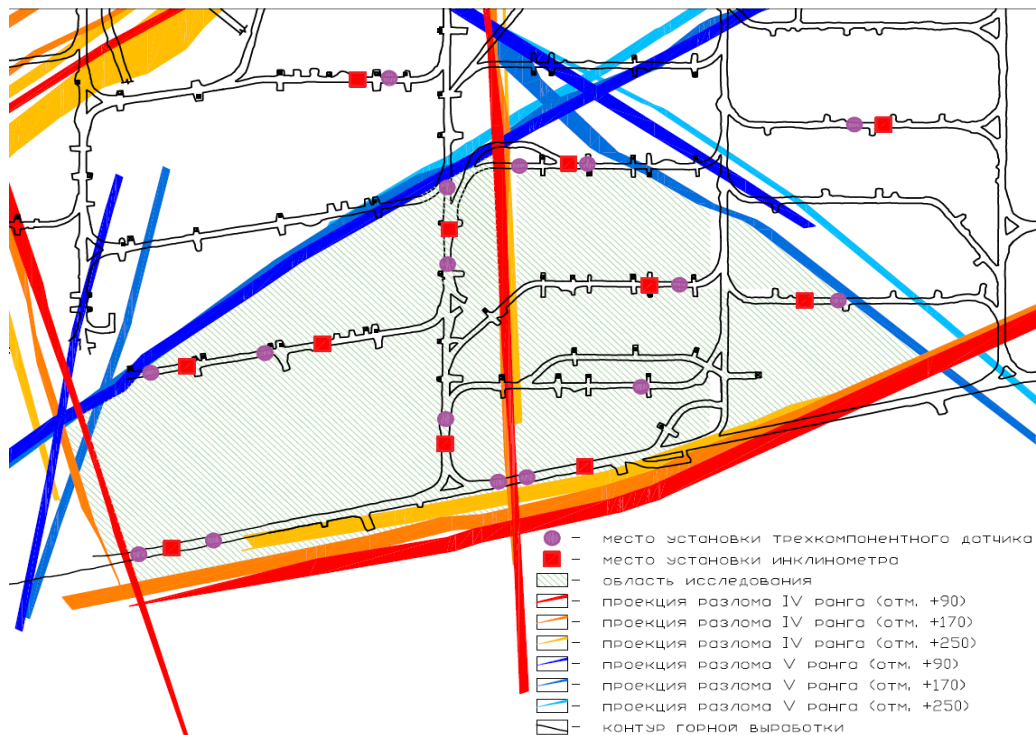 – место установки трехкомпонентного датчика
– место установки инклинометра
– область исследования
– проекция разлома IV ранга (отм. +90)
– проекция разлома IV ранга (отм. +170)
– проекция разлома IV ранга (отм. +250)
– проекция разлома V ранга (отм. +90)
– проекция разлома V ранга (отм. +170)
– проекция разлома V ранга (отм. +250)
– контур горной выработки